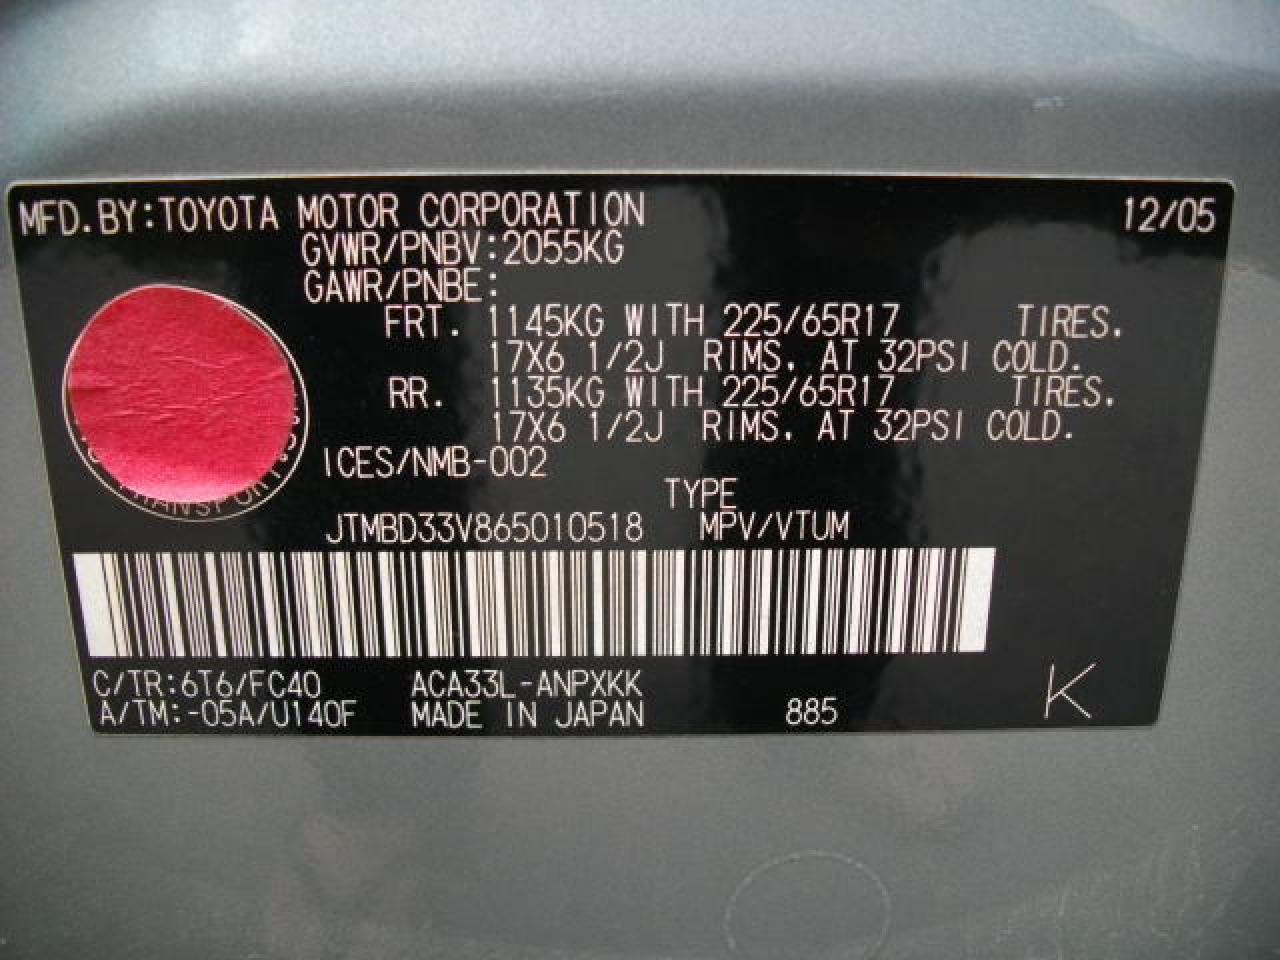 MFD.BY:TOYOTA MOTOR CORPORATION 12/05
GVWR/PNBV:2055KG
GAWR/PNBE:
FRT. 1145KG WITH 225/65R17 TIRES.
17X6 1/2J RIMS. AT 32PSI COLD.
RR. 1135KG WITH 225/65R17 TIRES.
17X6 1/2J RIMS. AT 32PSI COLD.
ICES/NMB-002
TYPE
JTMBD33V865010518 MPV/VTUM
C/TR:6T6/FC40 ACA33L-ANPXKK
A/TM:-05A/U140F MADE IN JAPAN 885 K